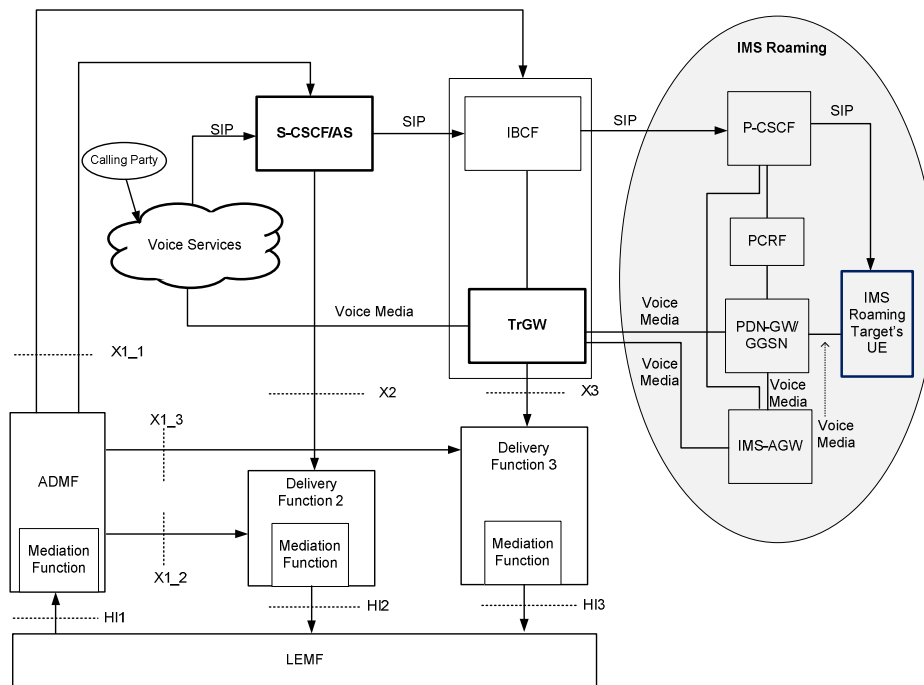 IMS Roaming
S-CSCF/AS
SIP
SIP
IBCF
SIP
P-CSCF
SIP
Calling Party
Voice Services
PCRF
Voice Media
TrGW
Voice
Media
PDN-GW/
GGSN
IMS
Roaming
Target's
UE
X1_1
Voice
Media
X2
X3
Voice
Media
Voice
Media
X1_3
IMS-AGW
ADMF
Delivery
Function 3
Delivery
Function 2
Mediation
Function
Mediation
Function
Mediation
Function
X1_2
HI1
HI2
HI3
LEMF